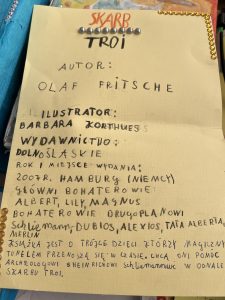 SKARB
TROI
AUTOR:
OLAF FRITSCHE
ILUSTRATOR:
BARBARA KORTHUES
WYDAWNICTWO:
DOLNOŚLĄSKIE
ROK I MIEJSCE WYDANIA:
2007R. HAMBURG (NIEMCY)
GŁÓWNI BOHATEROWIE:
ALBERT, LILY, MAGNUS
BOHATEROWIE DRUGOPLANOWI
Schliemann, DUBIOS, ALEXIOS, TATA ALBERTA,
MERLIN
KSIĄŻKA JEST O TRÓJCE DZIECI KTÓRZY MAGICZNYM
TUNELEM PRZENOSZĄ SIĘ W CZASIE. CHCĄ ONI POMÓC
ARCHEOLOGOWI HEINRICHOWI Schliemannowi W
SKARBU TROI.